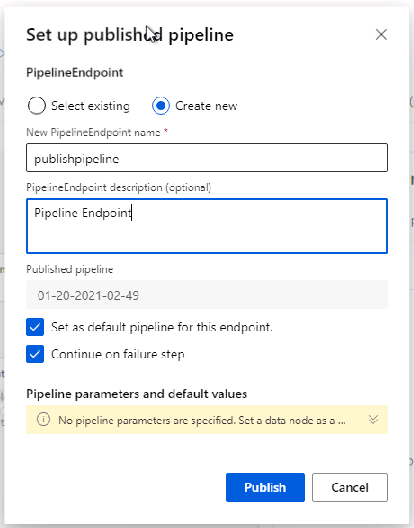 Set up published pipeline
PipelineEndpoint
Select existing
Create new
New PipelineEndpoint name *
publishpipeline
PipelineEndpoint description (optional)
Pipeline Endpoint
Published pipeline
01-20-2021-02-49
Set as default pipeline for this endpoint.
Continue on failure step
Pipeline parameters and default values
No pipeline parameters are specified. Set a data node as a ...
Publish
Cancel